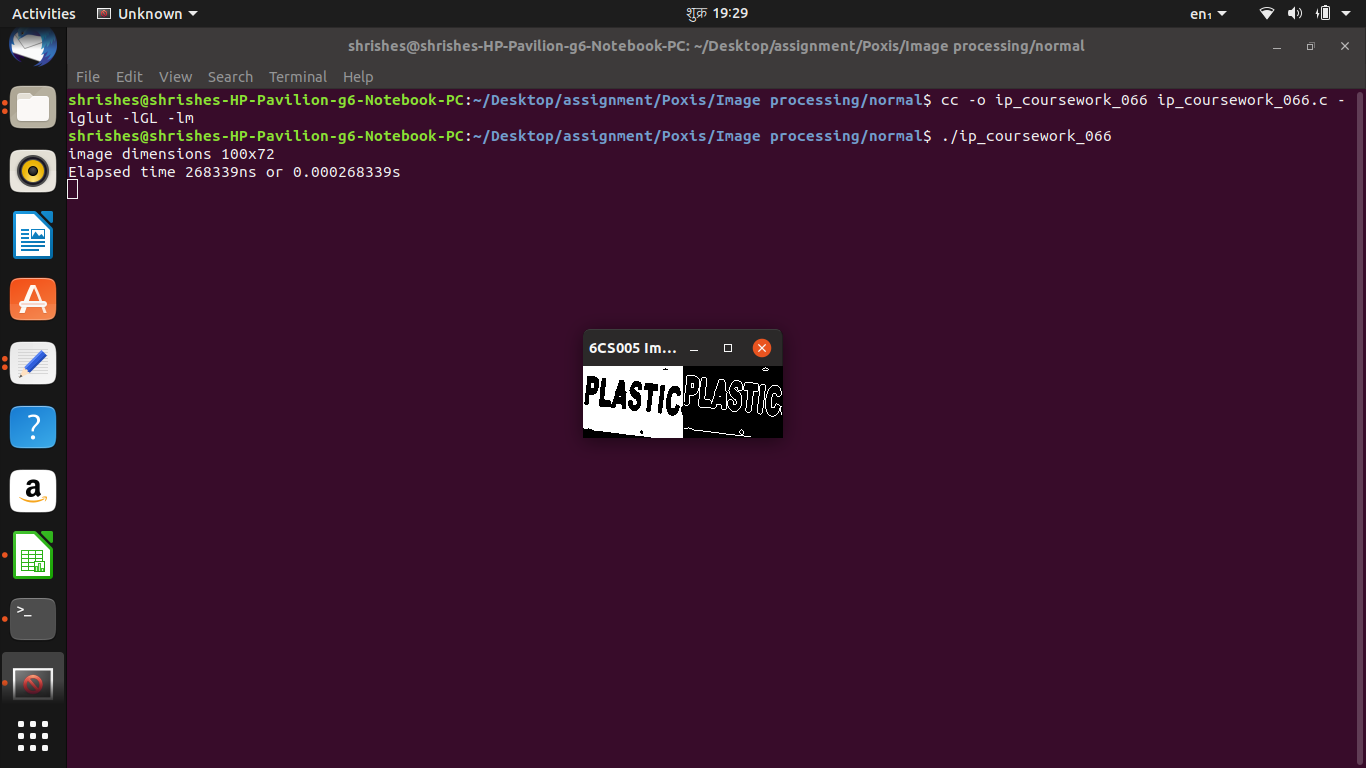 Activities Unknown शुक्र 19:29 en₁
shrishes@shrishes-HP-Pavilion-g6-Notebook-PC: ~/Desktop/assignment/Poxis/Image processing/normal
File Edit View Search Terminal Help
shrishes@shrishes-HP-Pavilion-g6-Notebook-PC:~/Desktop/assignment/Poxis/Image processing/normal$ cc -o ip_coursework_066 ip_coursework_066.c -
lglut -lGL -lm
shrishes@shrishes-HP-Pavilion-g6-Notebook-PC:~/Desktop/assignment/Poxis/Image processing/normal$ ./ip_coursework_066
image dimensions 100x72
Elapsed time 268339ns or 0.000268339s
6CS005 Im...
PLASTIC PLASTIC